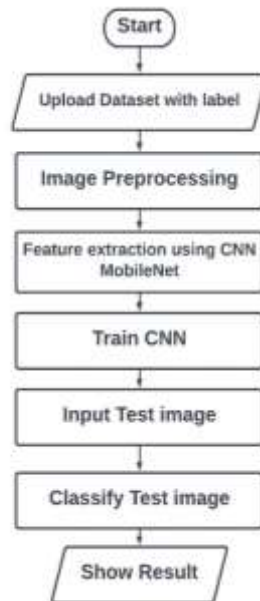 Start
Upload Dataset with label
Image Preprocessing
Feature extraction using CNN
MobileNet
Train CNN
Input Test image
Classify Test image
Show Result